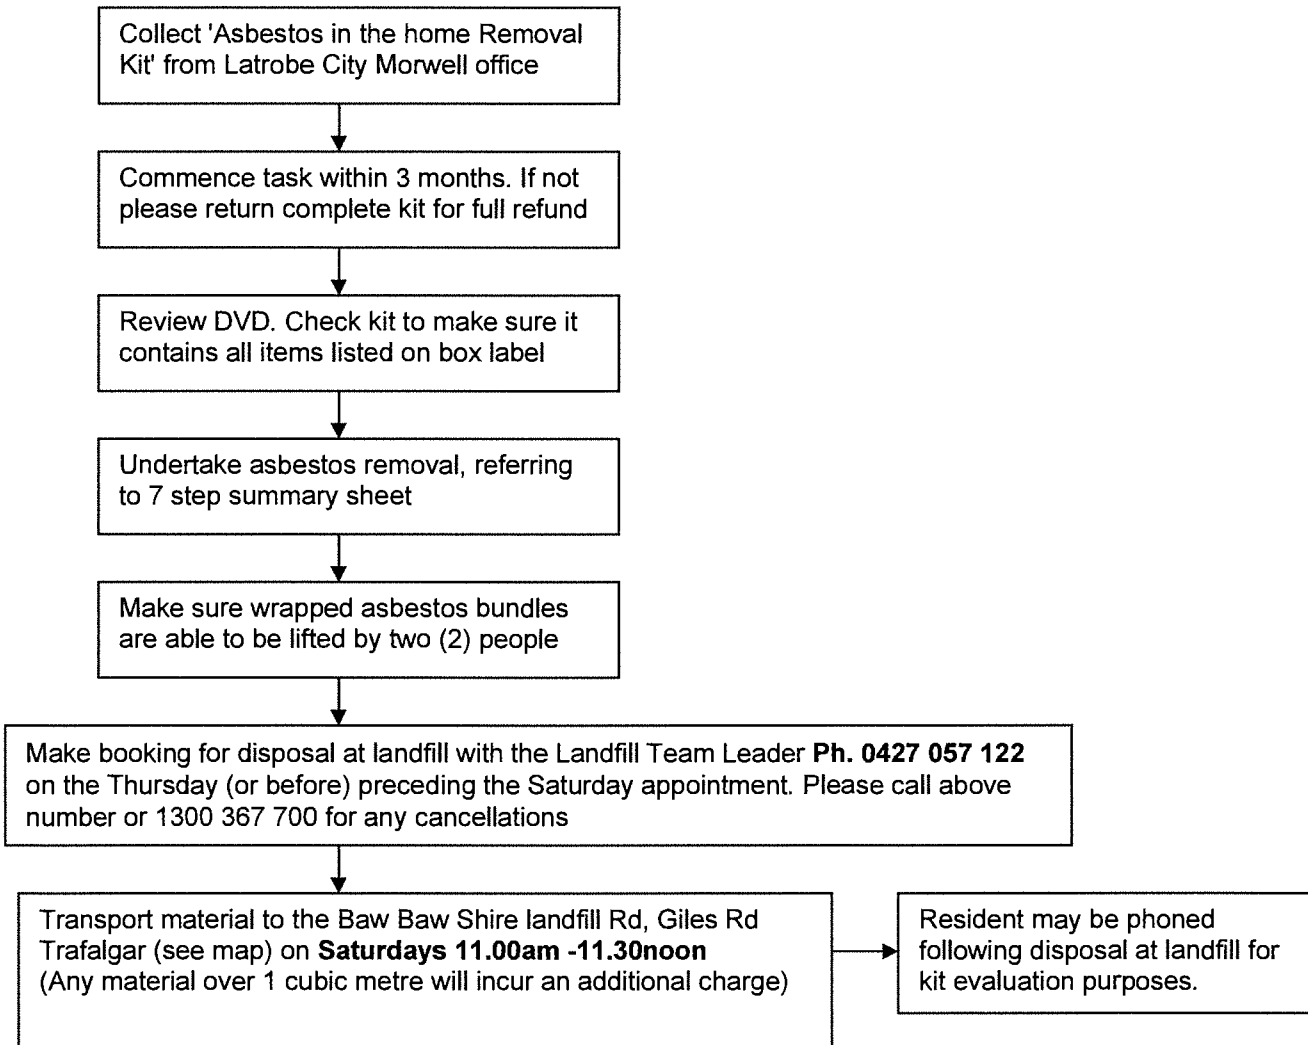 Collect 'Asbestos in the home Removal
Kit' from Latrobe City Morwell office
Commence task within 3 months. If not
please return complete kit for full refund
Review DVD. Check kit to make sure it
contains all items listed on box label
Undertake asbestos removal, referring
to 7 step summary sheet
Make sure wrapped asbestos bundles
are able to be lifted by two (2) people
Make booking for disposal at landfill with the Landfill Team Leader Ph. 0427 057 122
on the Thursday (or before) preceding the Saturday appointment. Please call above
number or 1300 367 700 for any cancellations
Transport material to the Baw Baw Shire landfill Rd, Giles Rd
Trafalgar (see map) on Saturdays 11.00am -11.30noon
(Any material over 1 cubic metre will incur an additional charge)
Resident may be phoned
following disposal at landfill for
kit evaluation purposes.